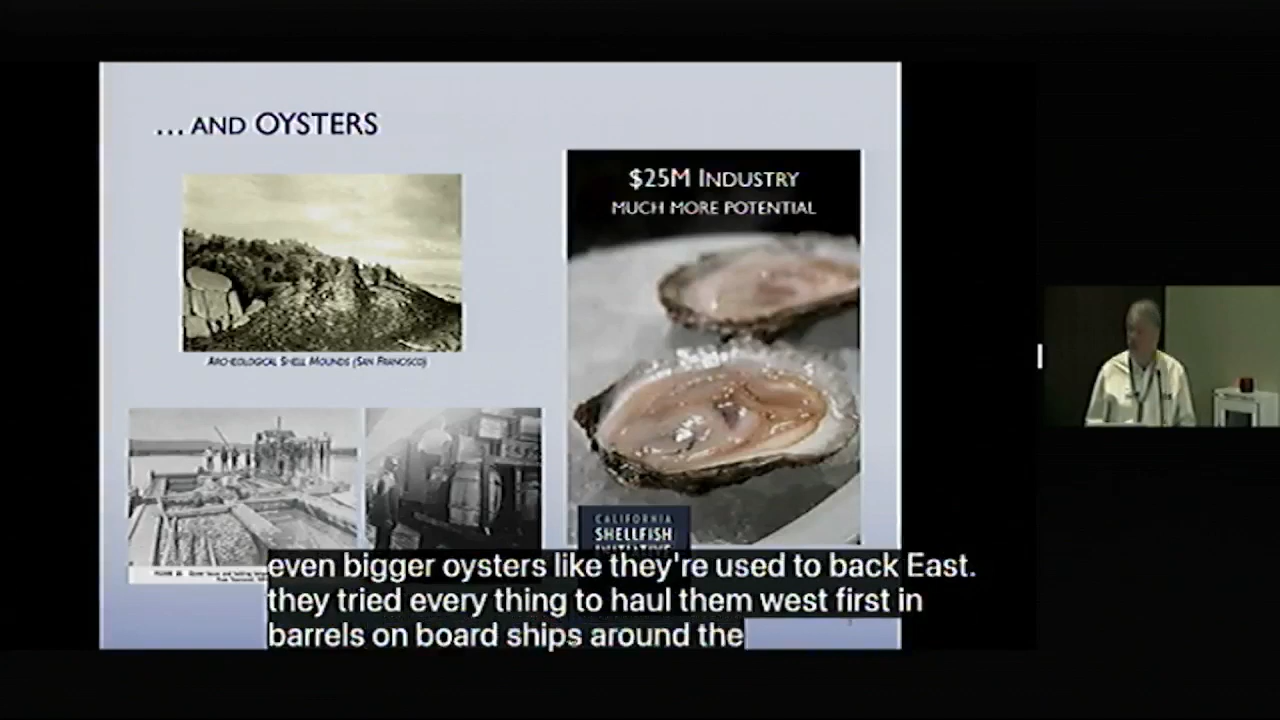 ... AND OYSTERS
$25M INDUSTRY
MUCH MORE POTENTIAL
ARCHEOLOGICAL SHELL MOUNDS (SAN FRANCISCO)
CALIFORNIA
SHELLFISH
INITIATIVE
even bigger oysters like they're used to back East.
they tried every thing to haul them west first in
barrels on board ships around the